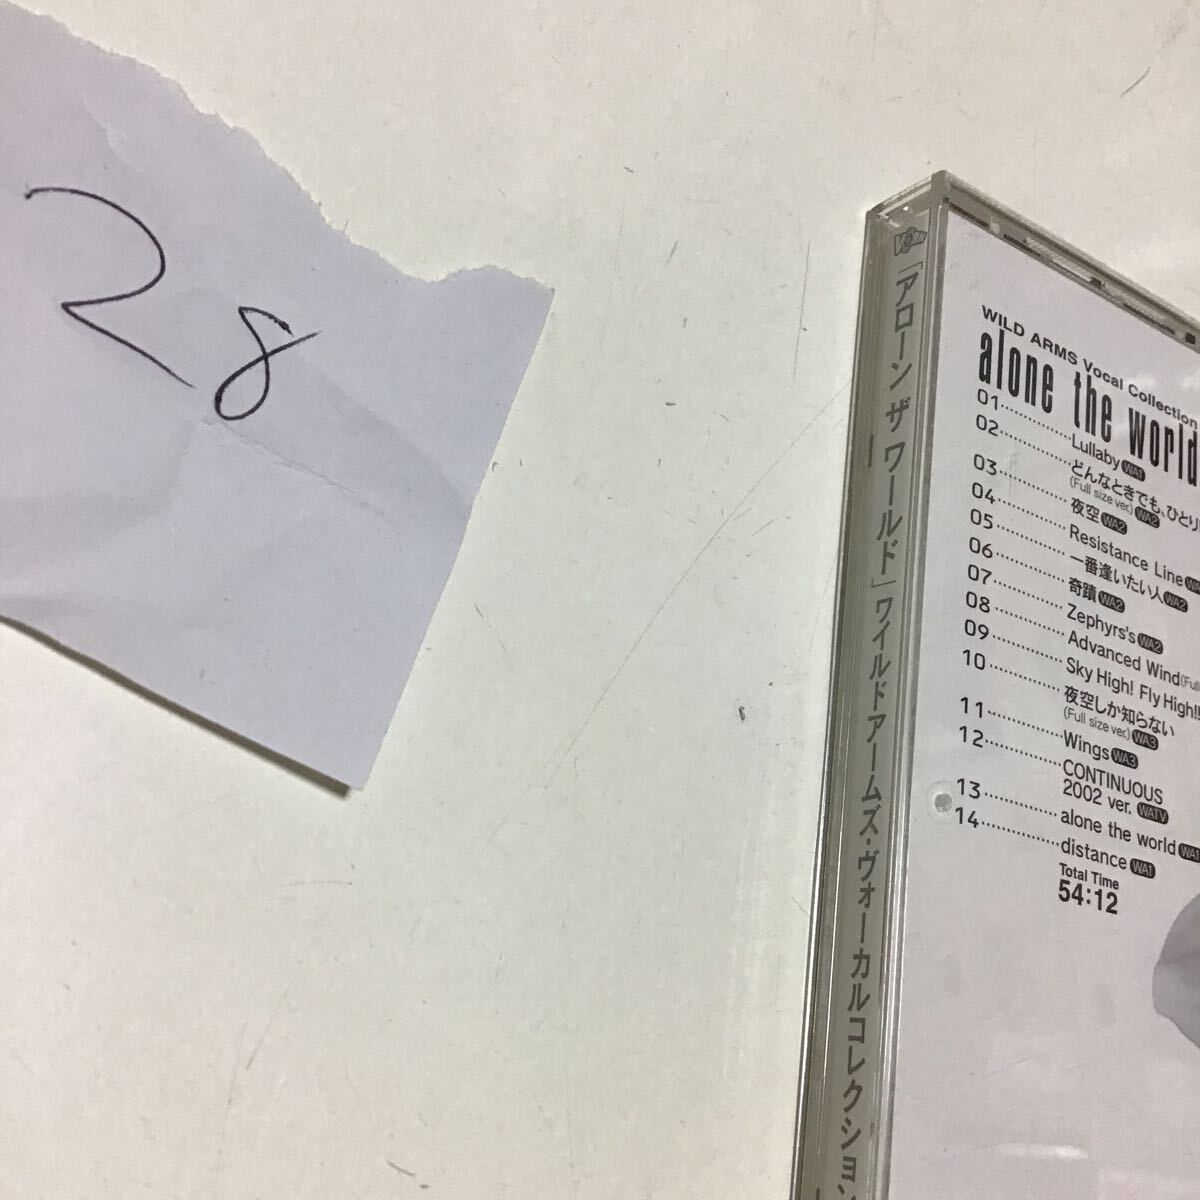 28
「アローン ザ ワールド」ワイルドアームズ・ヴォーカルコレクション
WILD ARMS Vocal Collection
alone the world
01 Lullaby WA1
02 どんなときでも、ひとり
(Full size ver.) WA2
03 夜空 WA2
04 Resistance Line WA
05 一番逢いたい人 WA2
06 奇蹟 WA2
07 Zephyrs's WA2
08 Advanced Wind (Full
09 Sky High! Fly High!!
10 夜空しか知らない
(Full size ver.) WA3
11 Wings WA3
12 CONTINUOUS
2002 ver. WATV
13 alone the world WA1
14 distance WA1
Total Time
54:12